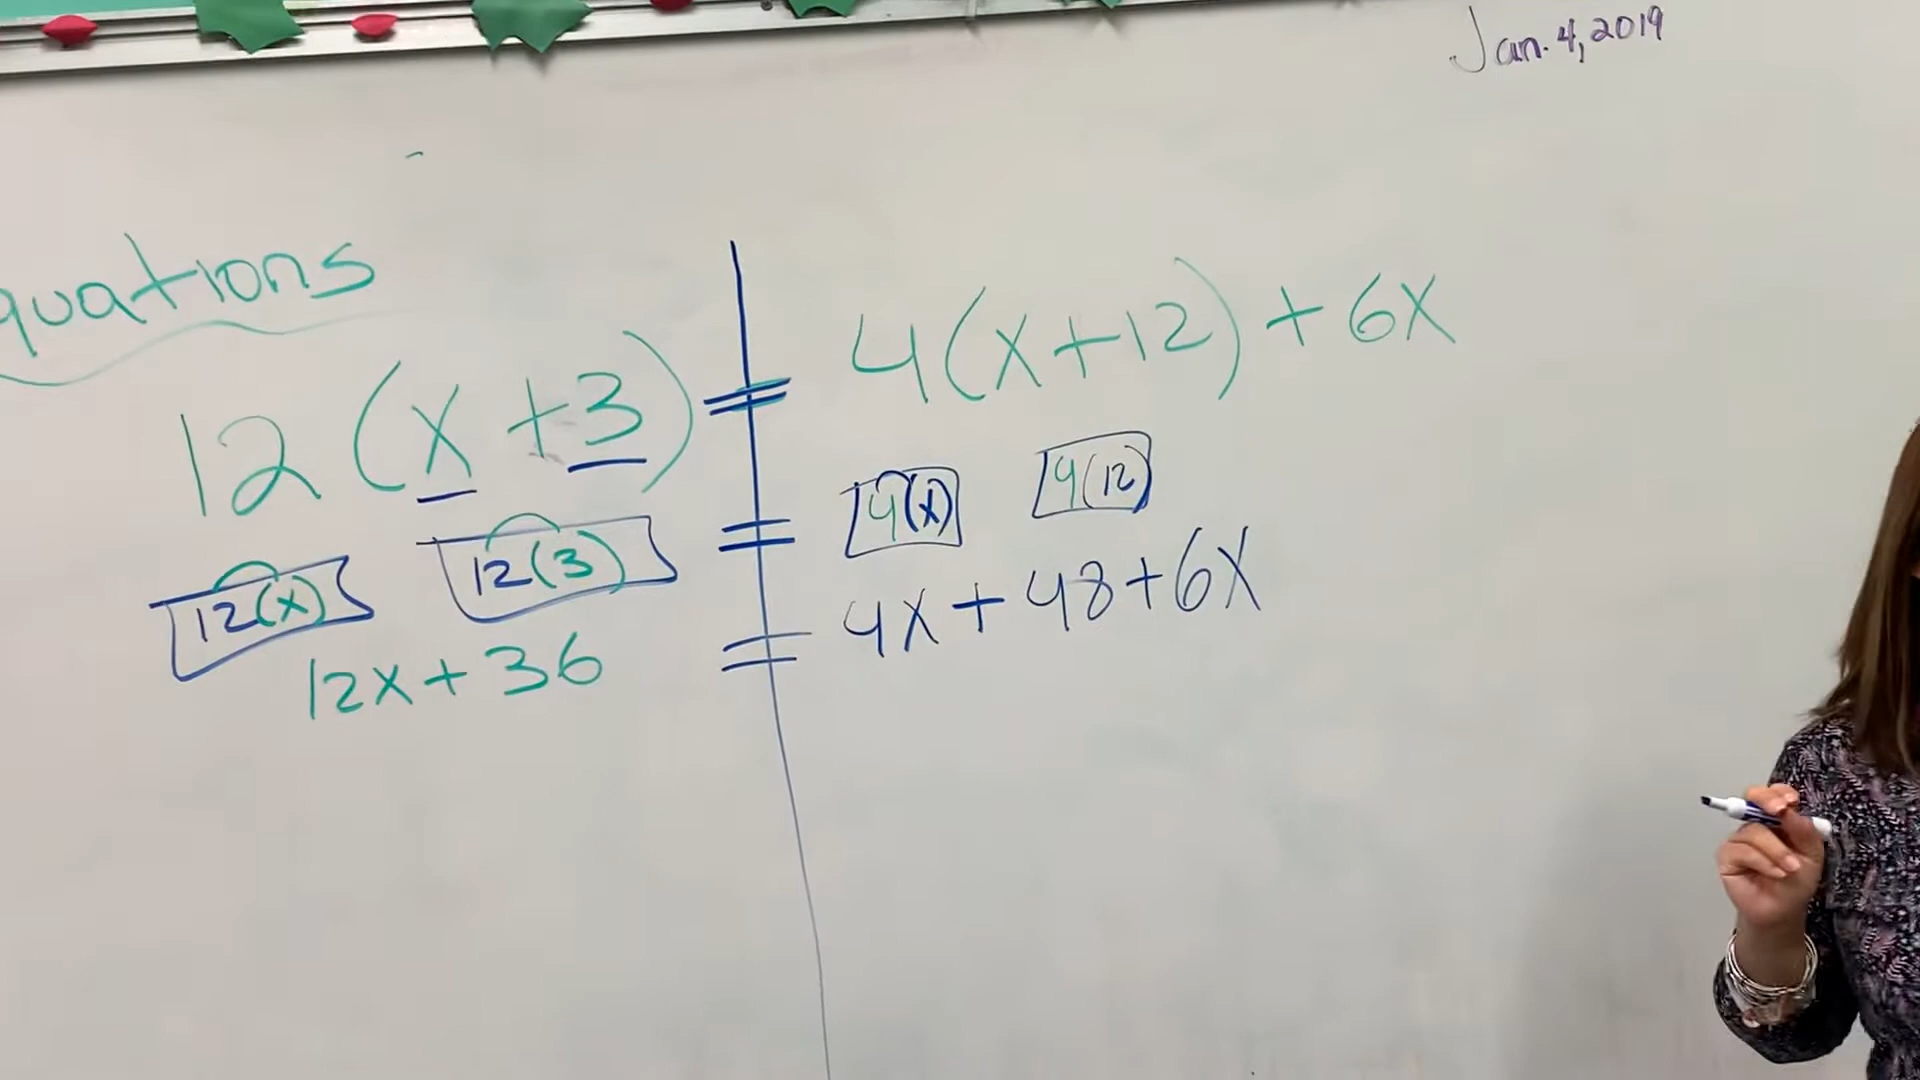 Jan. 4, 2019
quations
12 (x + 3) = 4(x+12) + 6x
12(x) 12(3) = 4(x) 4(12)
12x + 36 = 4x + 48 + 6x